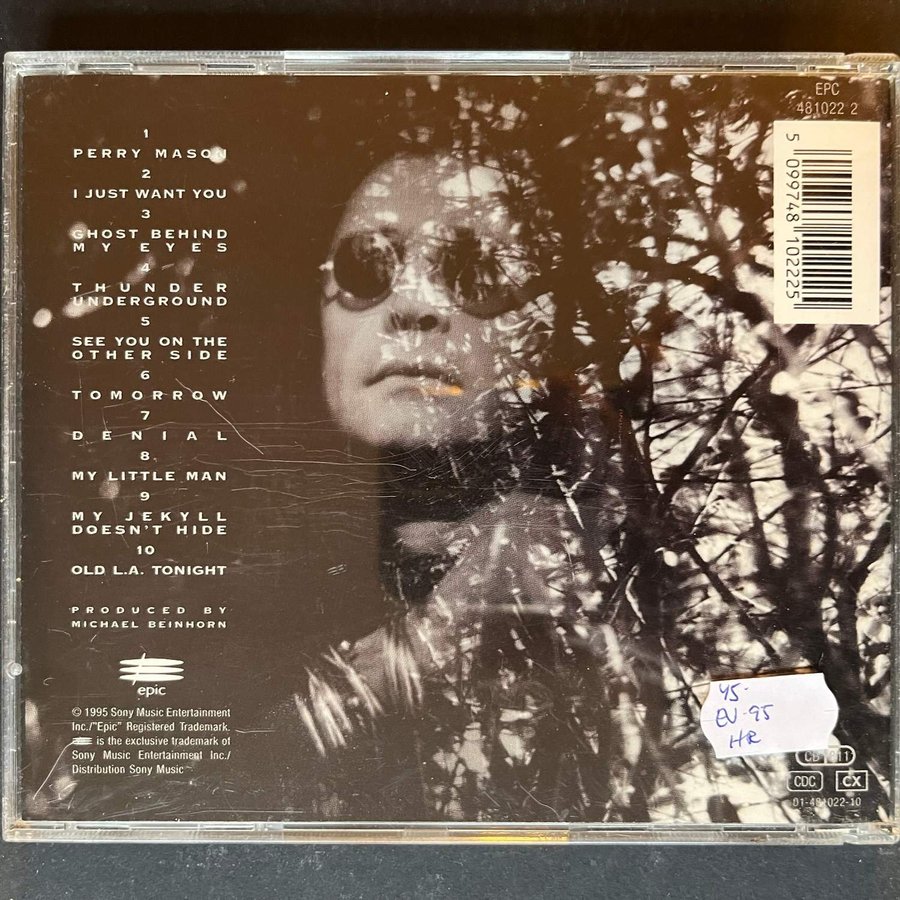 1
PERRY MASON
2
I JUST WANT YOU
3
GHOST BEHIND
MY EYES
4
THUNDER
UNDERGROUND
5
SEE YOU ON THE
OTHER SIDE
6
TOMORROW
7
DENIAL
8
MY LITTLE MAN
9
MY JEKYLL
DOESN'T HIDE
10
OLD L.A. TONIGHT
PRODUCED BY
MICHAEL BEINHORN
epic
© 1995 Sony Music Entertainment
Inc./"Epic" Registered Trademark.
is the exclusive trademark of
Sony Music Entertainment Inc./
Distribution Sony Music
EPC
481022 2
5 099748 102225
45-
EU-95
HR
CB 811
CDC CX
01-481022-10